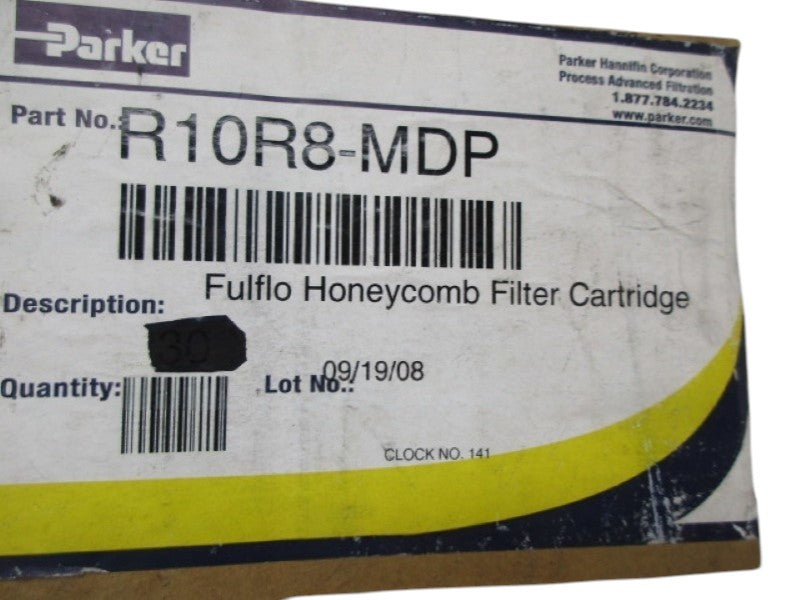 Parker
Parker Hannifin Corporation
Process Advanced Filtration
1.877.784.2234
www.parker.com
Part No.: R10R8-MDP
Description: Fulflo Honeycomb Filter Cartridge
30
Quantity:
Lot No.: 09/19/08
CLOCK NO. 141